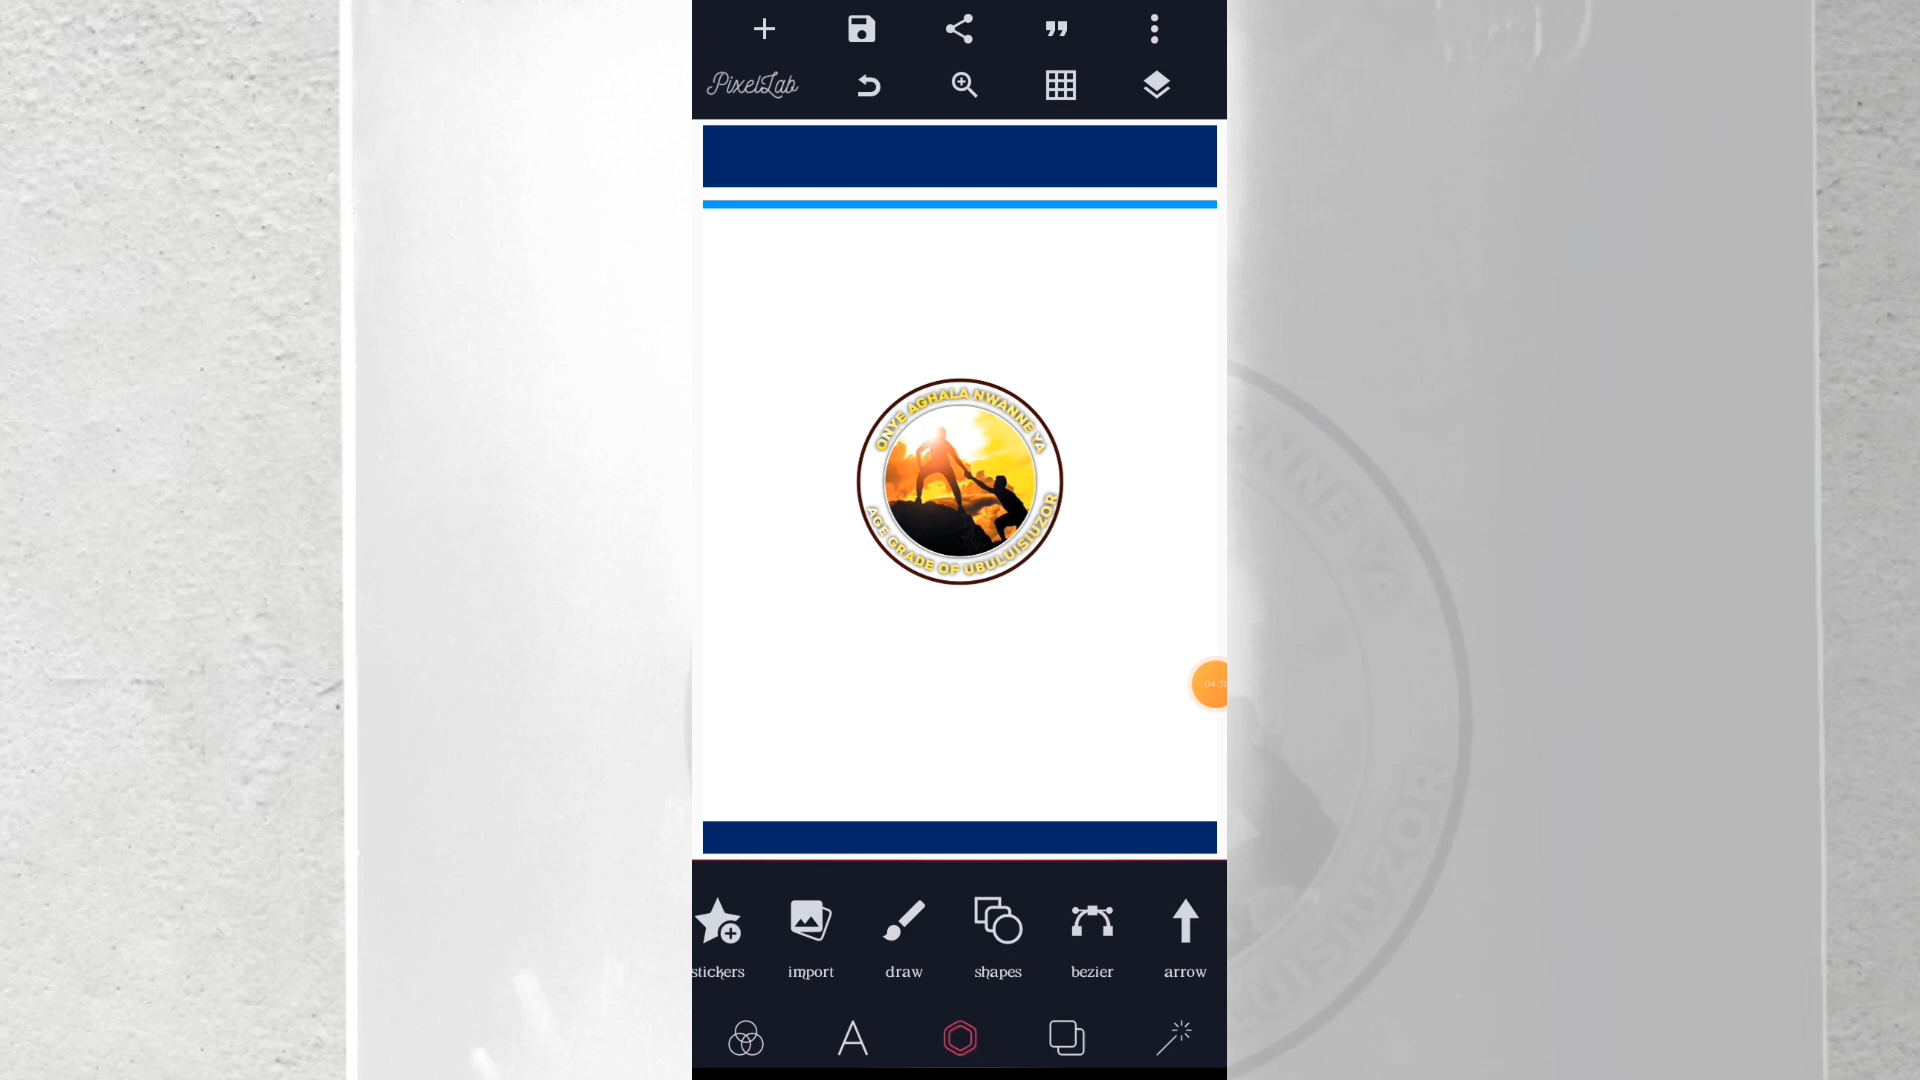 PixelLab
ONYE AGHALA NWANNE YA
AGE GRADE OF UBULUISIUZOR
stickers
import
draw
shapes
bezier
arrow